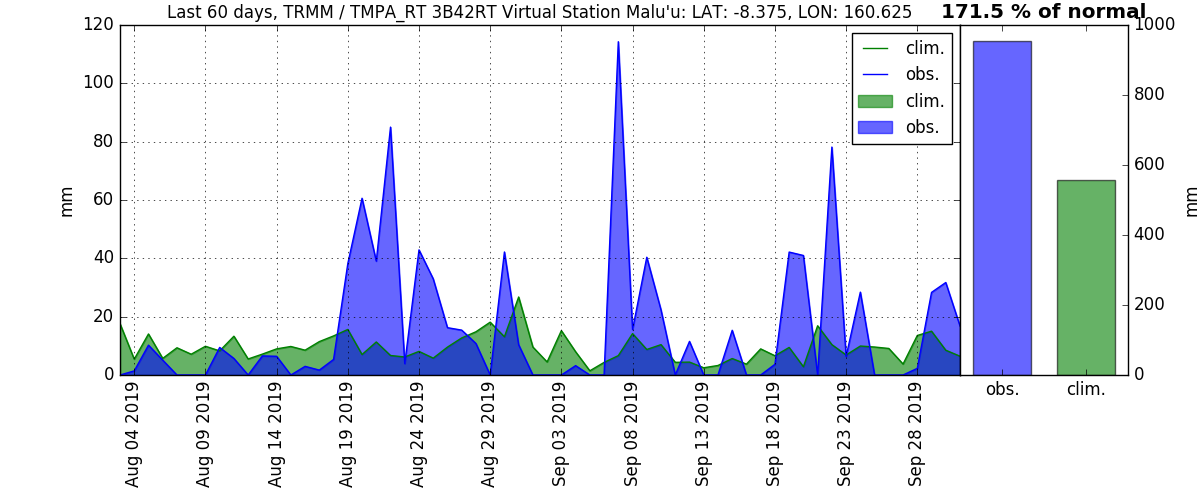 Last 60 days, TRMM / TMPA_RT 3B42RT Virtual Station Malu'u: LAT: -8.375, LON: 160.625
171.5 % of normal
120
100
80
60
40
20
0
mm
clim.
obs.
clim.
obs.
Aug 04 2019
Aug 09 2019
Aug 14 2019
Aug 19 2019
Aug 24 2019
Aug 29 2019
Sep 03 2019
Sep 08 2019
Sep 13 2019
Sep 18 2019
Sep 23 2019
Sep 28 2019
1000
800
600
400
200
0
mm
obs.
clim.